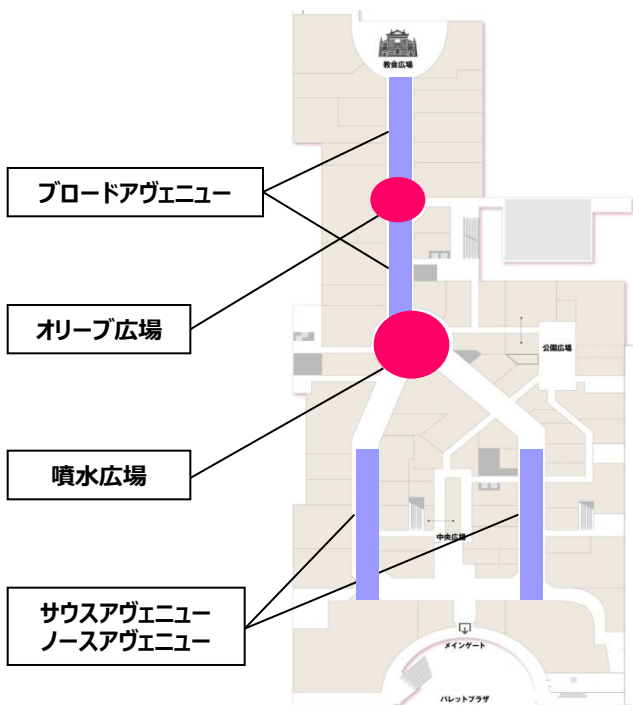 教会広場
ブロードアヴェニュー
オリーブ広場
公園広場
噴水広場
中央広場
サウスアヴェニュー
ノースアヴェニュー
メインゲート
パレットプラザ